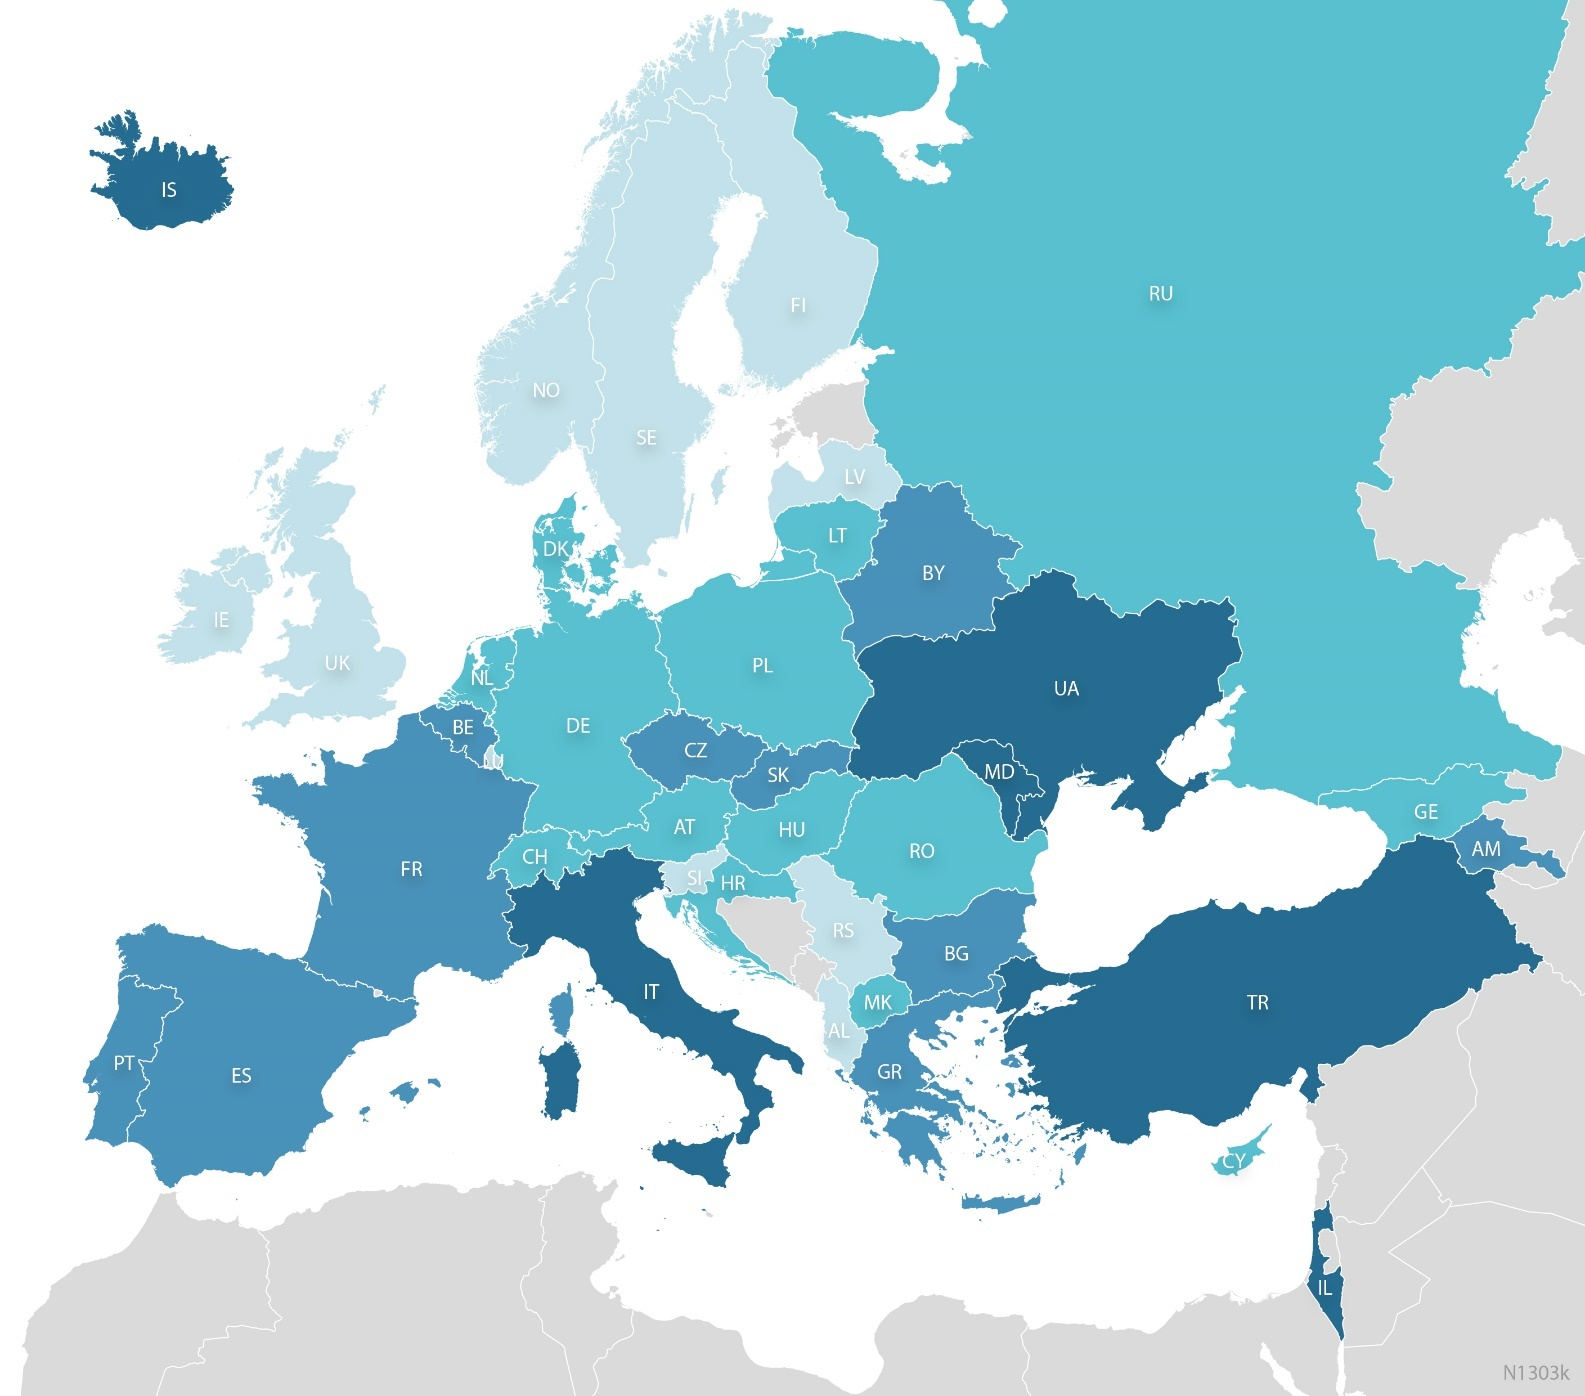 IS
RU
FI
NO
SE
LV
LT
DK
BY
IE
UK
NL
PL
UA
DE
BE
CZ
LU
SK
MD
AT
HU
GE
RO
CH
AM
FR
SI
HR
RS
BG
IT
MK
TR
AL
PT
ES
GR
CY
IL
N1303k